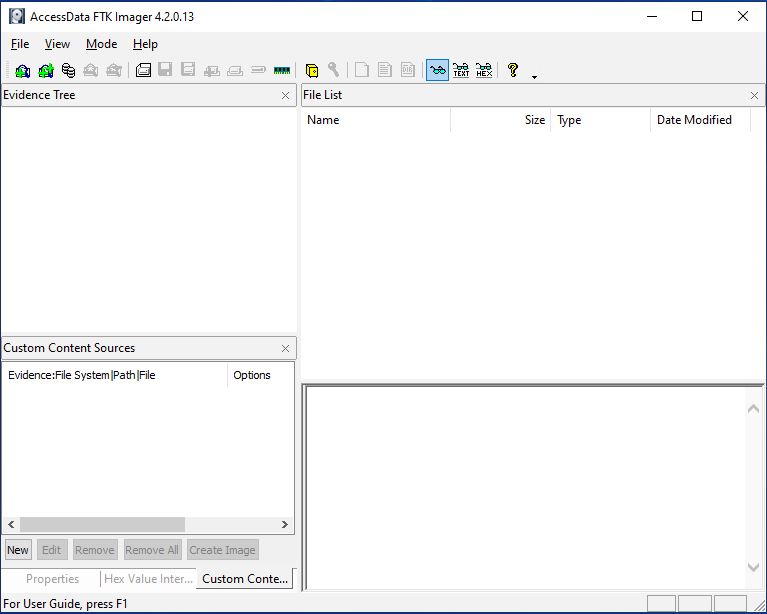 AccessData FTK Imager 4.2.0.13
File View Mode Help
TEXT HEX ?
Evidence Tree
File List
Name Size Type Date Modified
Custom Content Sources
Evidence:File System|Path|File Options
New Edit Remove Remove All Create Image
Properties Hex Value Inter... Custom Conte...
For User Guide, press F1